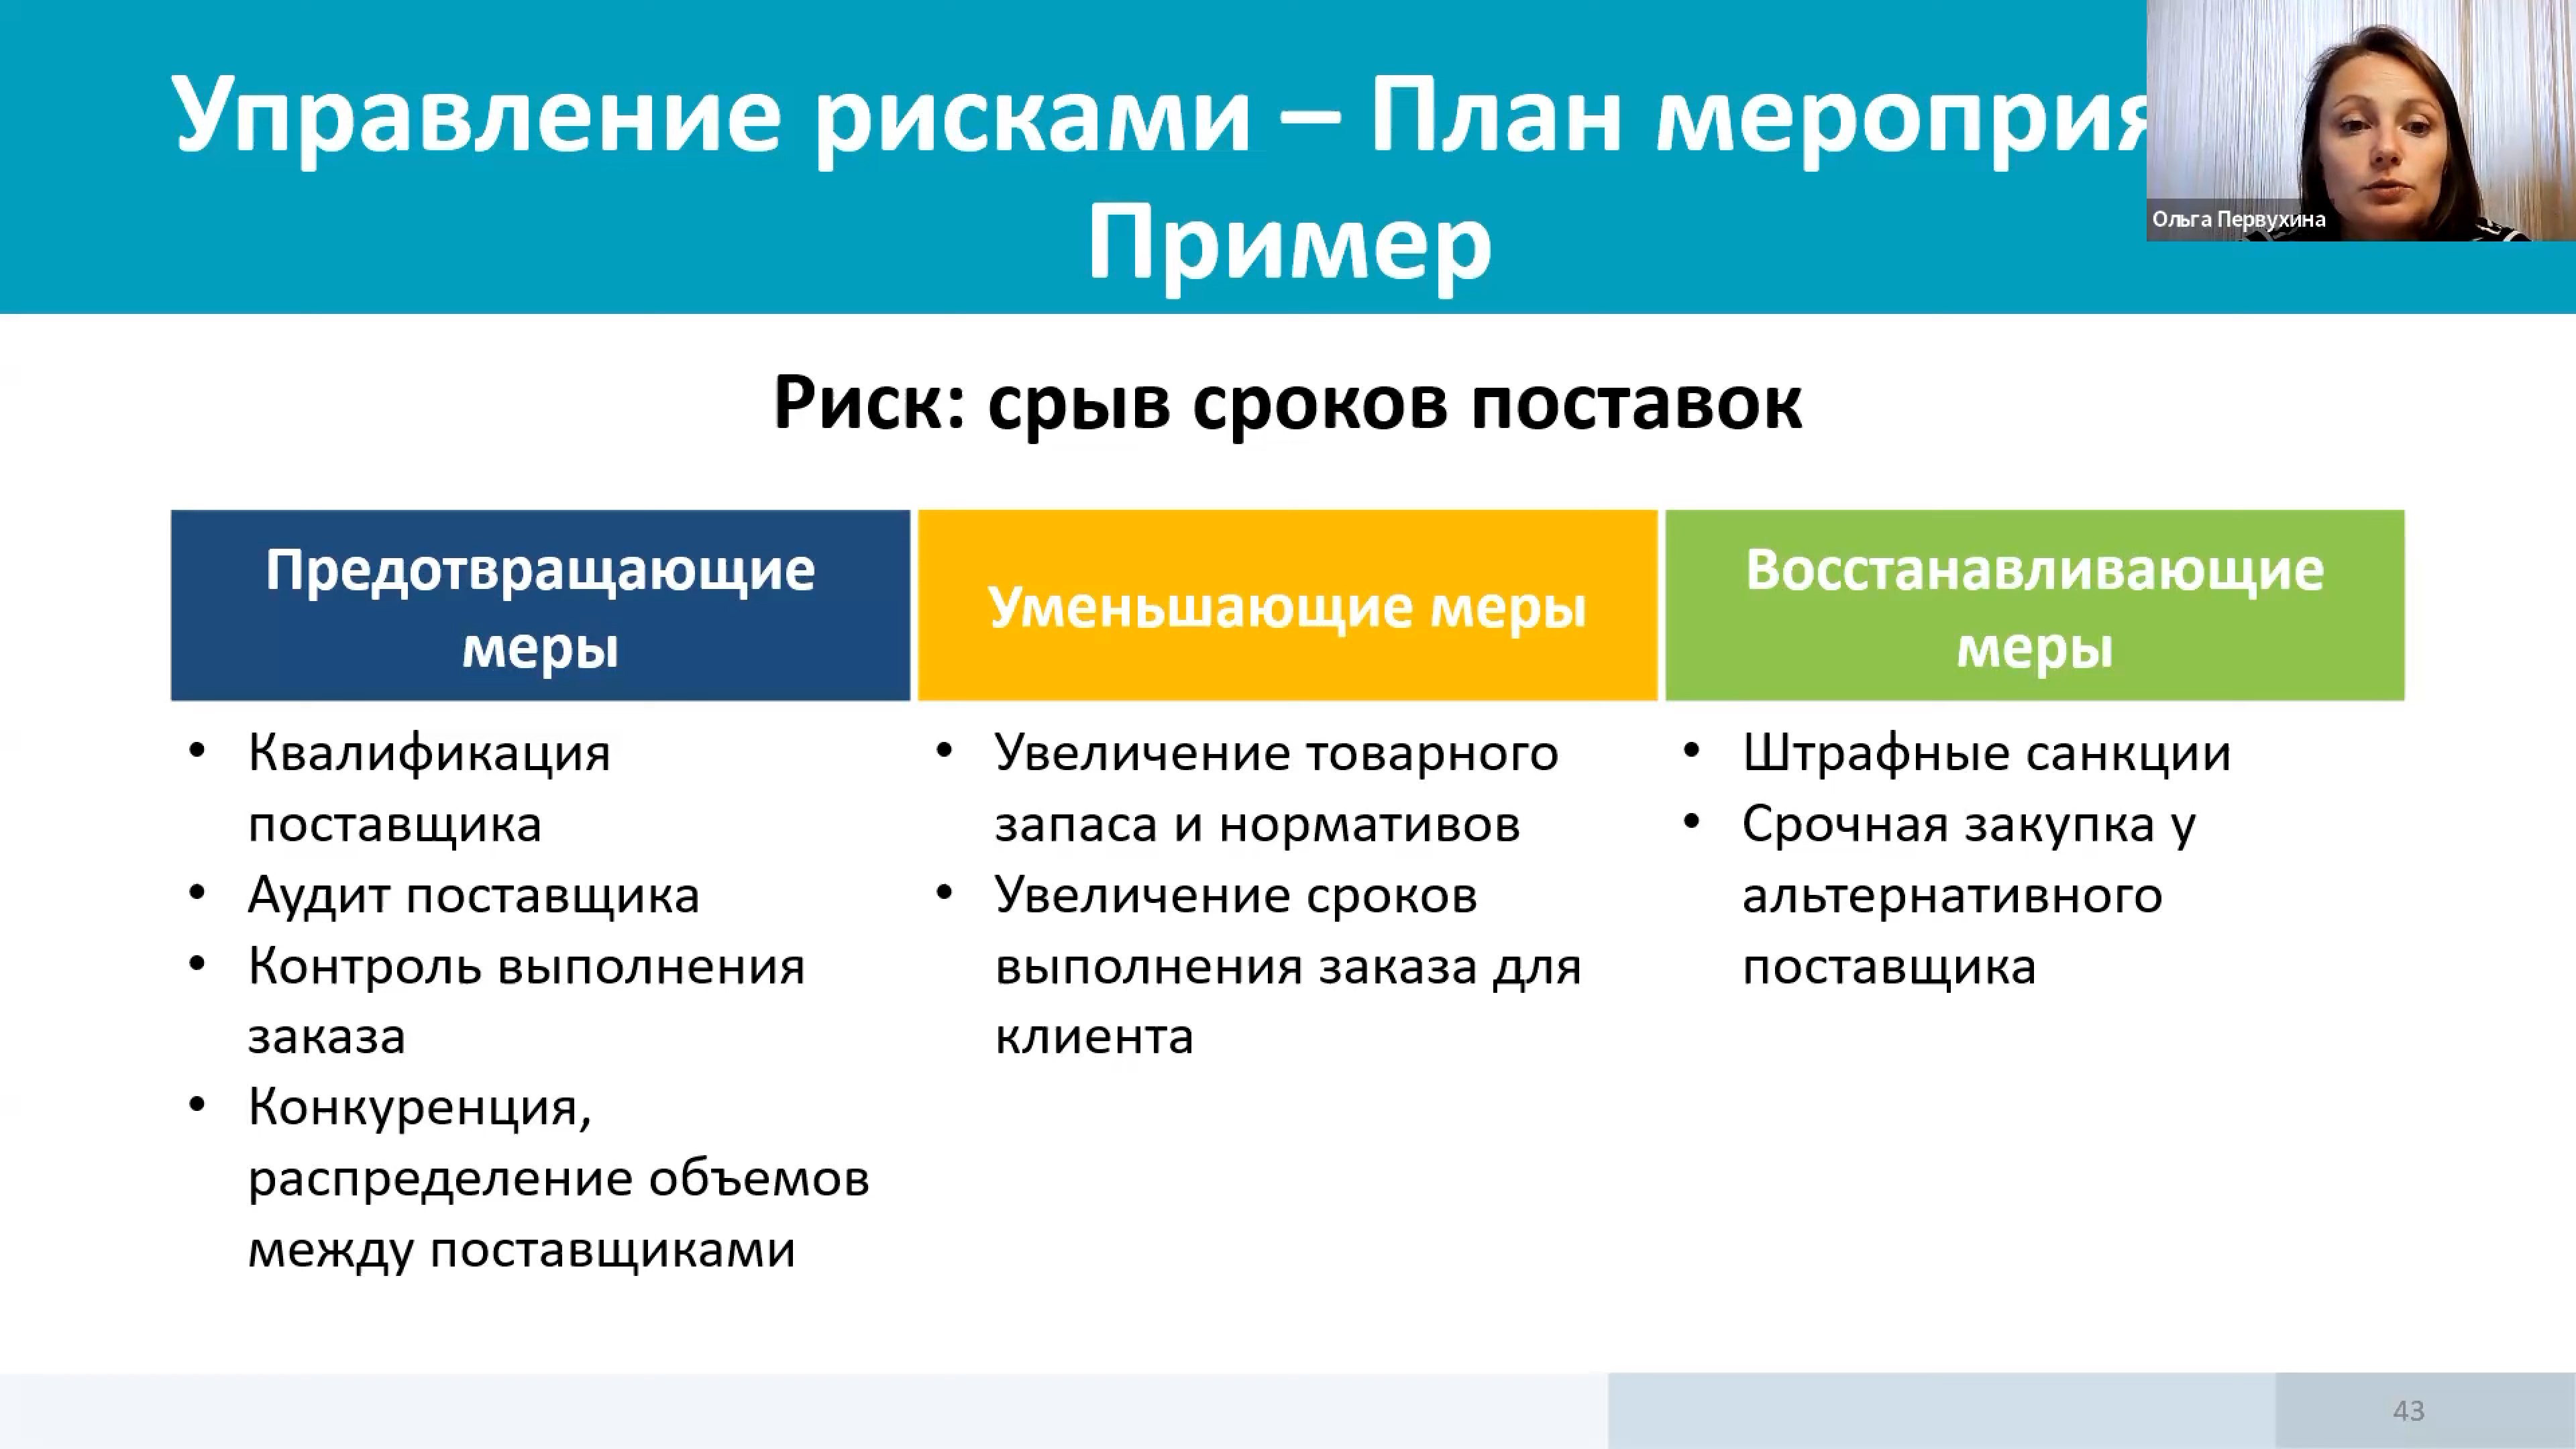 Управление рисками – План
Пример
Ольга Первухина
Риск: срыв сроков поставок
Предотвращающие
меры
Уменьшающие меры
Восстанавливающие
меры
• Квалификация
поставщика
• Аудит поставщика
• Контроль выполнения
заказа
• Конкуренция,
распределение объемов
между поставщиками
• Увеличение товарного
запаса и нормативов
• Увеличение сроков
выполнения заказа для
клиента
• Штрафные санкции
• Срочная закупка у
альтернативного
поставщика
43